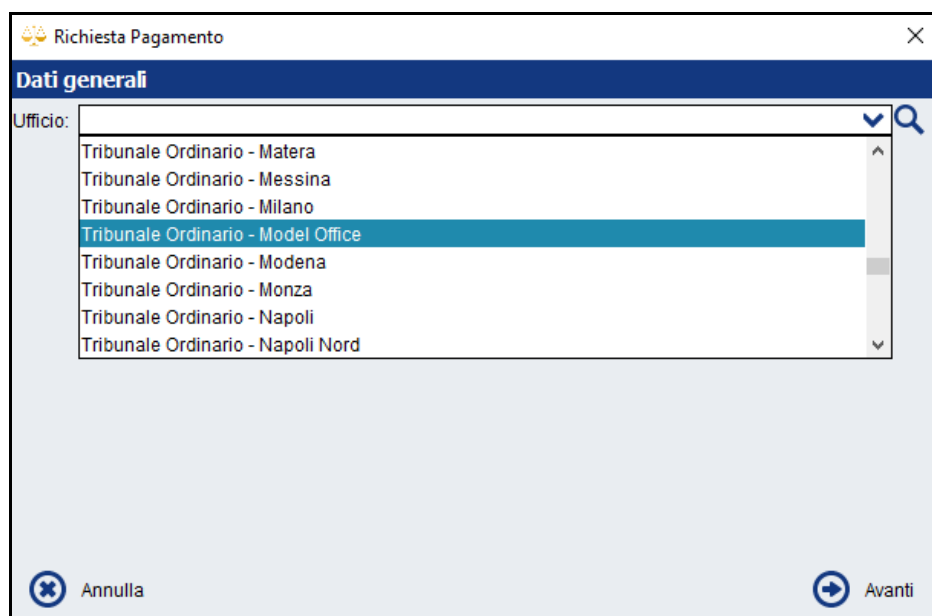 Richiesta Pagamento
Dati generali
Ufficio:
Tribunale Ordinario - Matera
Tribunale Ordinario - Messina
Tribunale Ordinario - Milano
Tribunale Ordinario - Model Office
Tribunale Ordinario - Modena
Tribunale Ordinario - Monza
Tribunale Ordinario - Napoli
Tribunale Ordinario - Napoli Nord
Annulla Avanti